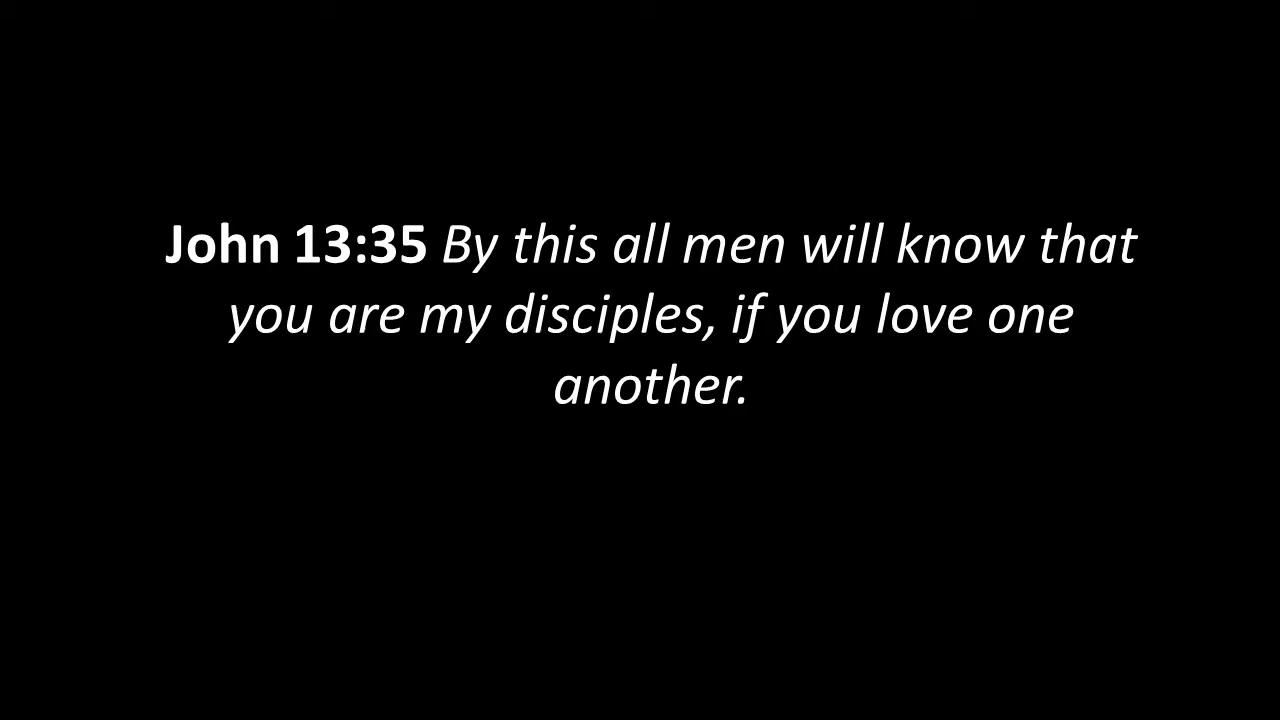 John 13:35 By this all men will know that
you are my disciples, if you love one
another.